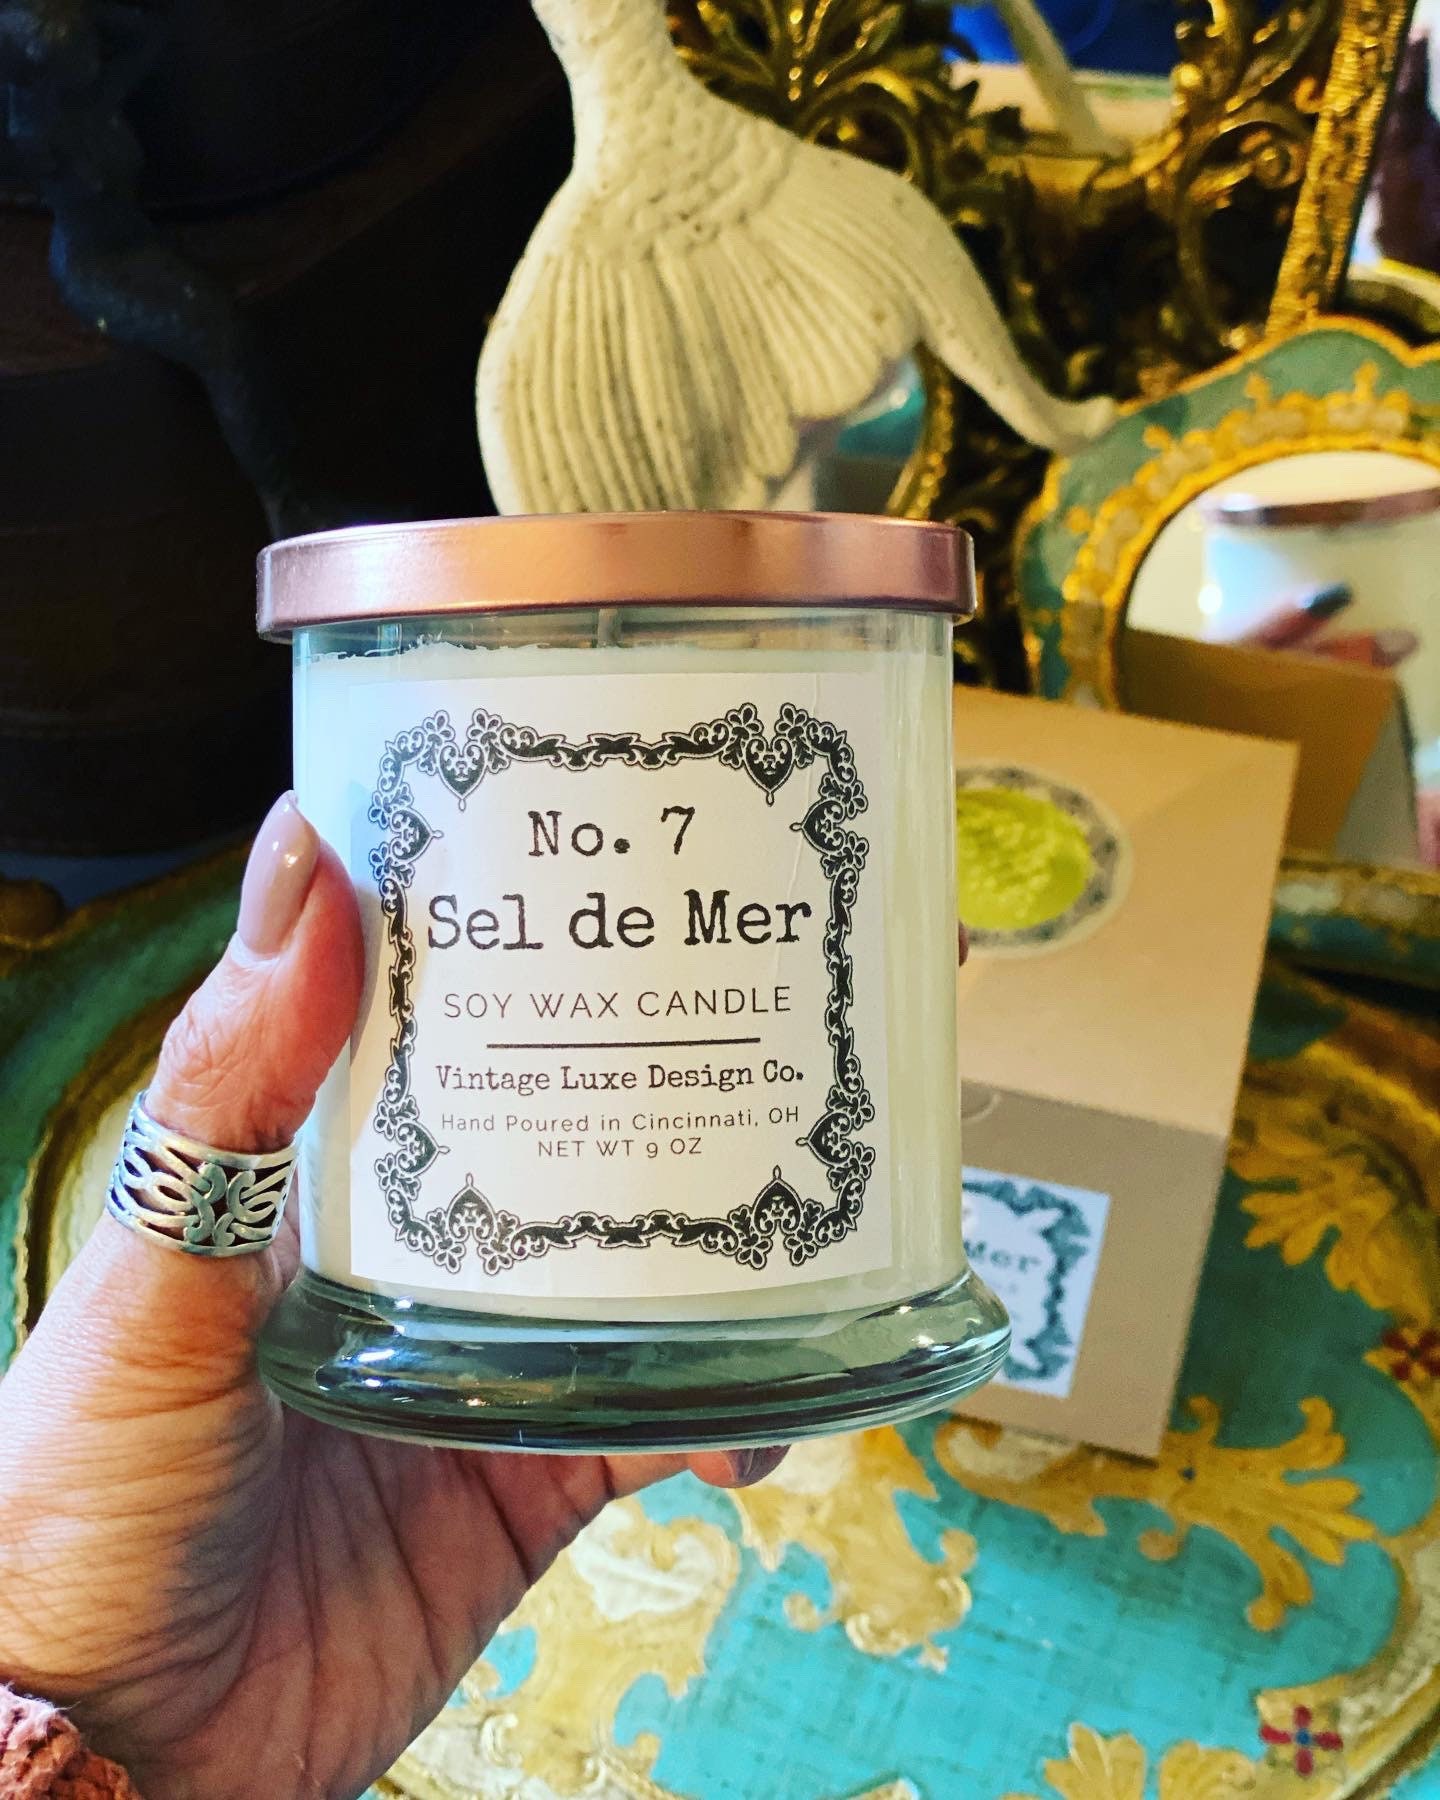 No. 7
Sel de Mer
SOY WAX CANDLE
Vintage Luxe Design Co.
Hand Poured in Cincinnati, OH
NET WT 9 OZ
Mer